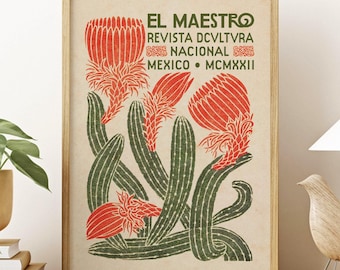 EL MAESTRO
REVISTA DCVLTVRA
NACIONAL
MEXICO • MCMXXII